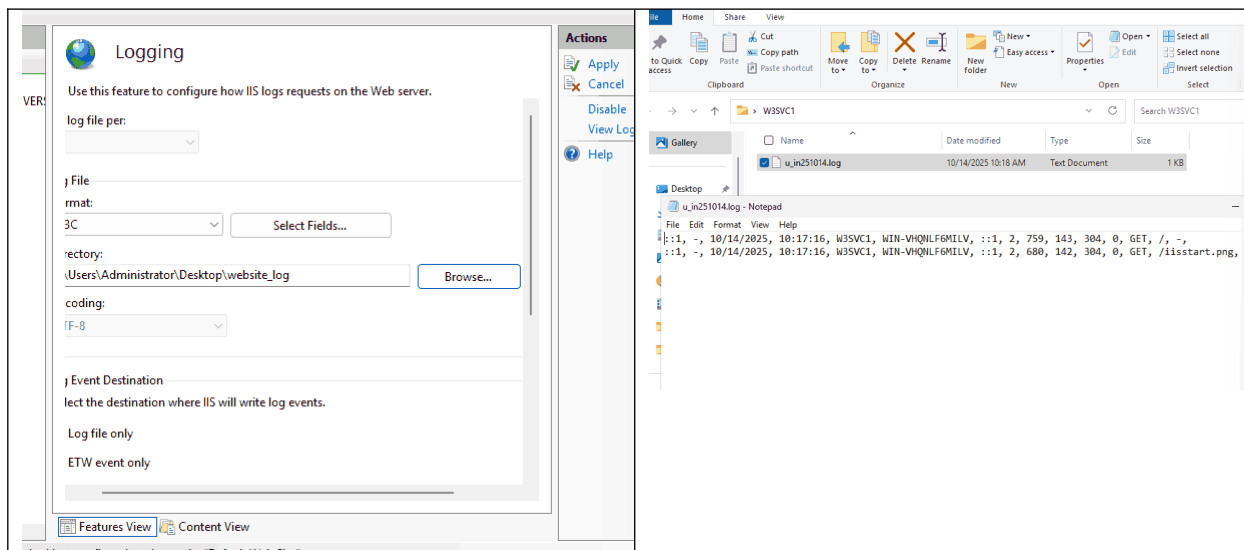 Logging
Use this feature to configure how IIS logs requests on the Web server.
VERS
log file per:
g File
rmat:
BC
Select Fields...
rectory:
\Users\Administrator\Desktop\website_log
Browse...
coding:
TF-8
g Event Destination
lect the destination where IIS will write log events.
Log file only
ETW event only
Features View
Content View
Actions
Apply
Cancel
Disable
View Log
Help
File Home Share View
to Quick access
Copy
Paste
Cut
Copy path
Paste shortcut
Clipboard
Move to
Copy to
Delete
Rename
Organize
New folder
New
Easy access
New
Properties
Open
Edit
Open
Select all
Select none
Invert selection
Select
W3SVC1
Search W3SVC1
Gallery
Desktop
Name Date modified Type Size
u_in251014.log 10/14/2025 10:18 AM Text Document 1 KB
u_in251014.log - Notepad
File Edit Format View Help
::1, -, 10/14/2025, 10:17:16, W3SVC1, WIN-VHQNLF6MILV, ::1, 2, 759, 143, 304, 0, GET, /, -,
::1, -, 10/14/2025, 10:17:16, W3SVC1, WIN-VHQNLF6MILV, ::1, 2, 680, 142, 304, 0, GET, /iisstart.png,